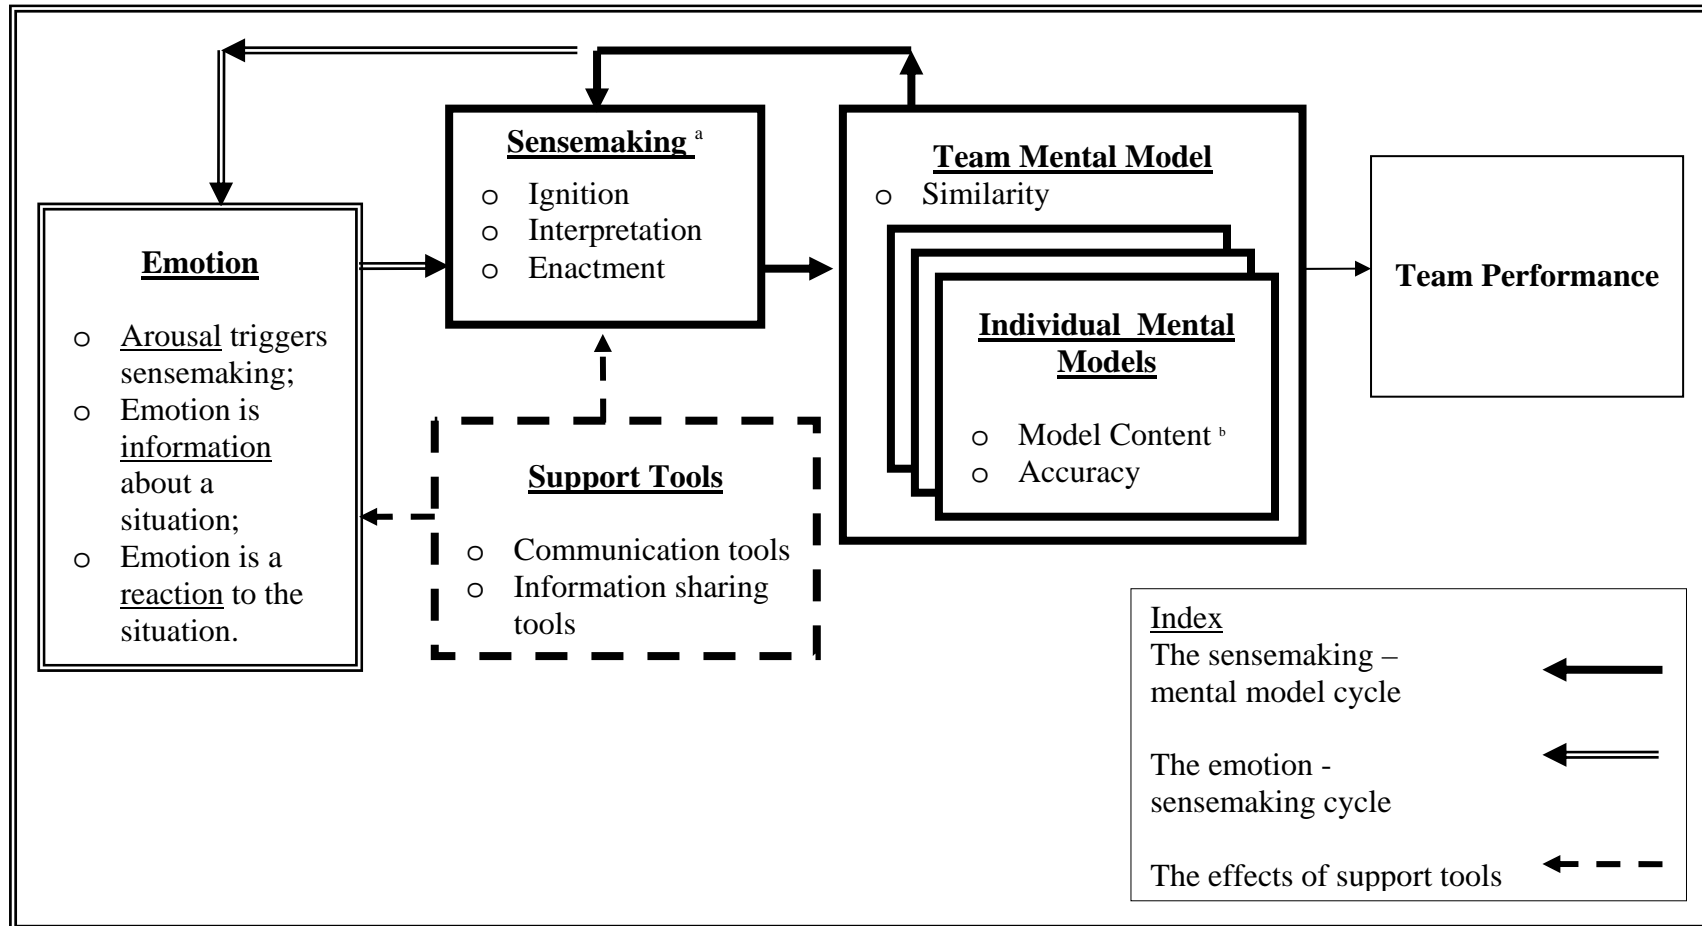 Sensemaking a
o Ignition
o Interpretation
o Enactment
Team Mental Model
o Similarity
Individual Mental
Models
o Model Content b
o Accuracy
Team Performance
Emotion
o Arousal triggers
sensemaking;
o Emotion is
information
about a
situation;
o Emotion is a
reaction to the
situation.
Support Tools
o Communication tools
o Information sharing
tools
Index
The sensemaking –
mental model cycle
The emotion -
sensemaking cycle
The effects of support tools